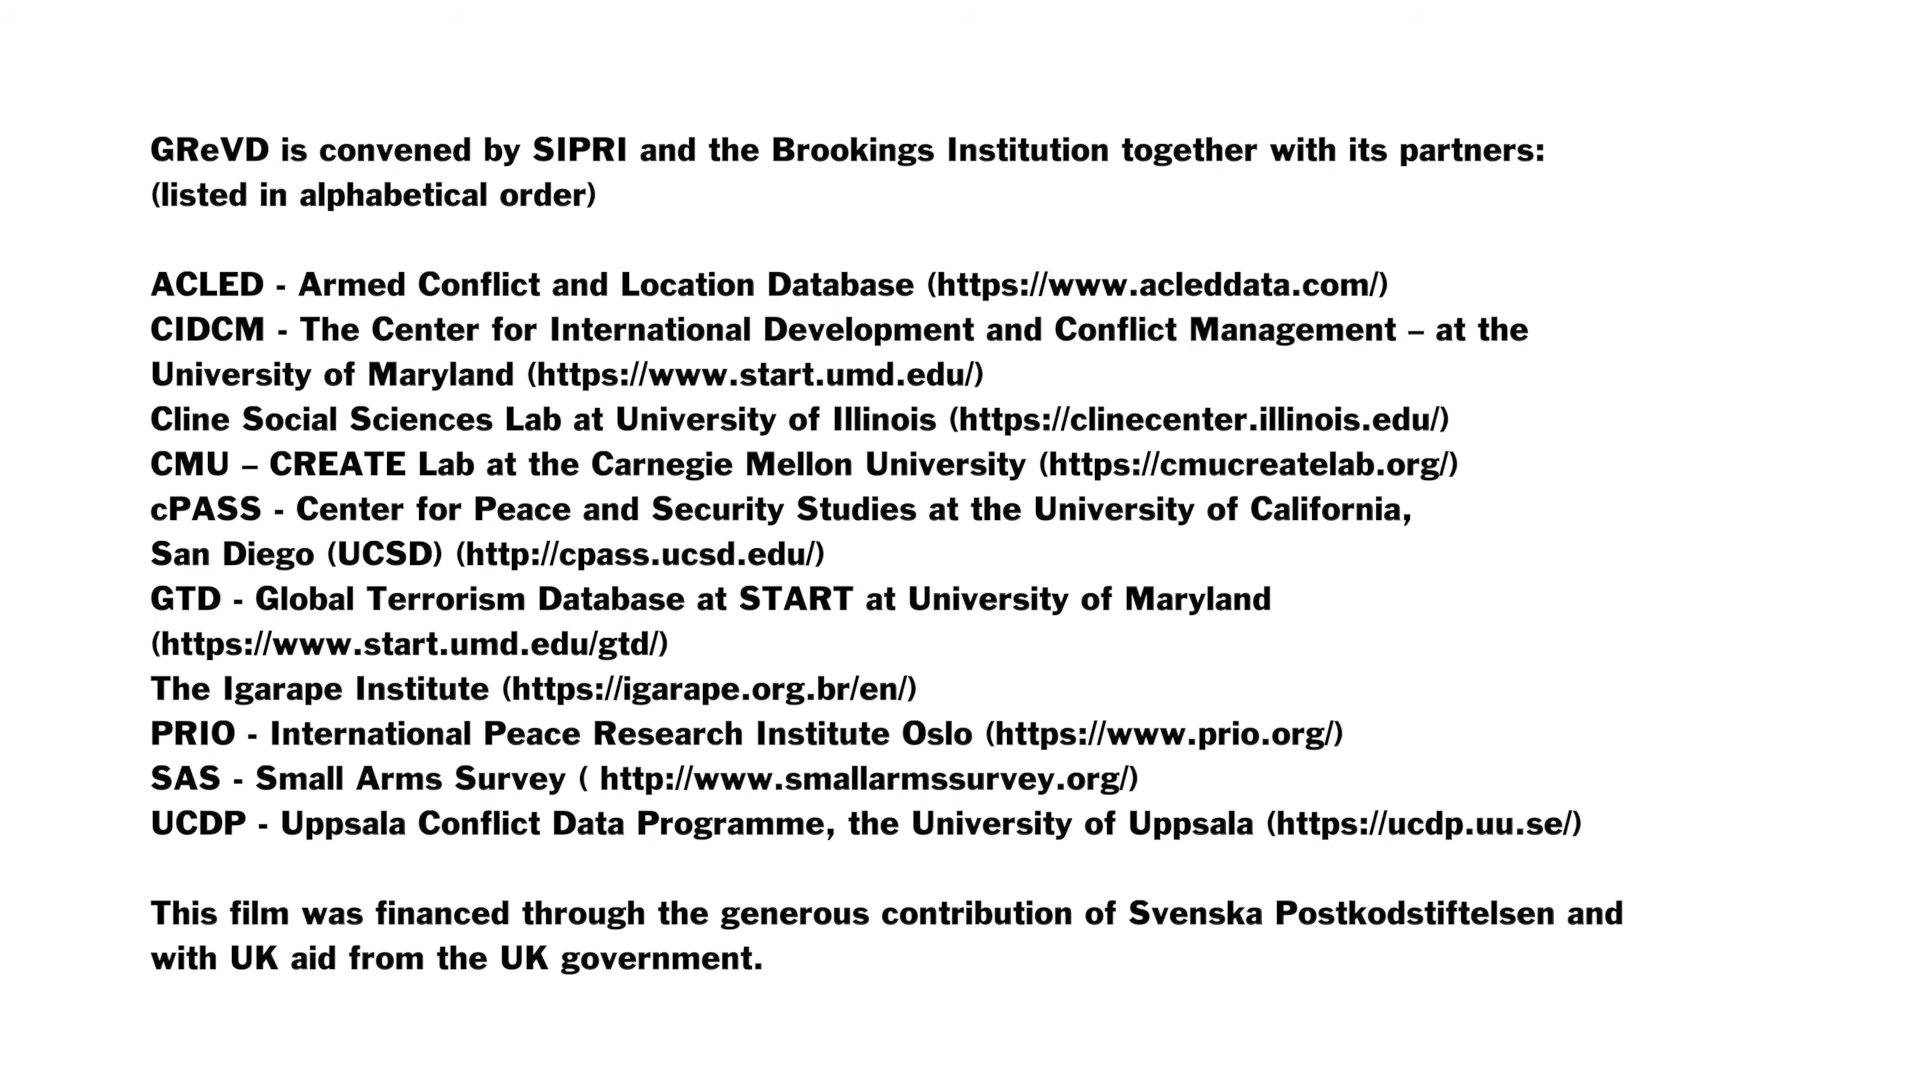 GReVD is convened by SIPRI and the Brookings Institution together with its partners:
(listed in alphabetical order)
ACLED - Armed Conflict and Location Database (https://www.acleddata.com/)
CIDCM - The Center for International Development and Conflict Management – at the
University of Maryland (https://www.start.umd.edu/)
Cline Social Sciences Lab at University of Illinois (https://clinecenter.illinois.edu/)
CMU – CREATE Lab at the Carnegie Mellon University (https://cmucreatelab.org/)
cPASS - Center for Peace and Security Studies at the University of California,
San Diego (UCSD) (http://cpass.ucsd.edu/)
GTD - Global Terrorism Database at START at University of Maryland
(https://www.start.umd.edu/gtd/)
The Igarape Institute (https://igarape.org.br/en/)
PRIO - International Peace Research Institute Oslo (https://www.prio.org/)
SAS - Small Arms Survey ( http://www.smallarmssurvey.org/)
UCDP - Uppsala Conflict Data Programme, the University of Uppsala (https://ucdp.uu.se/)
This film was financed through the generous contribution of Svenska Postkodstiftelsen and
with UK aid from the UK government.